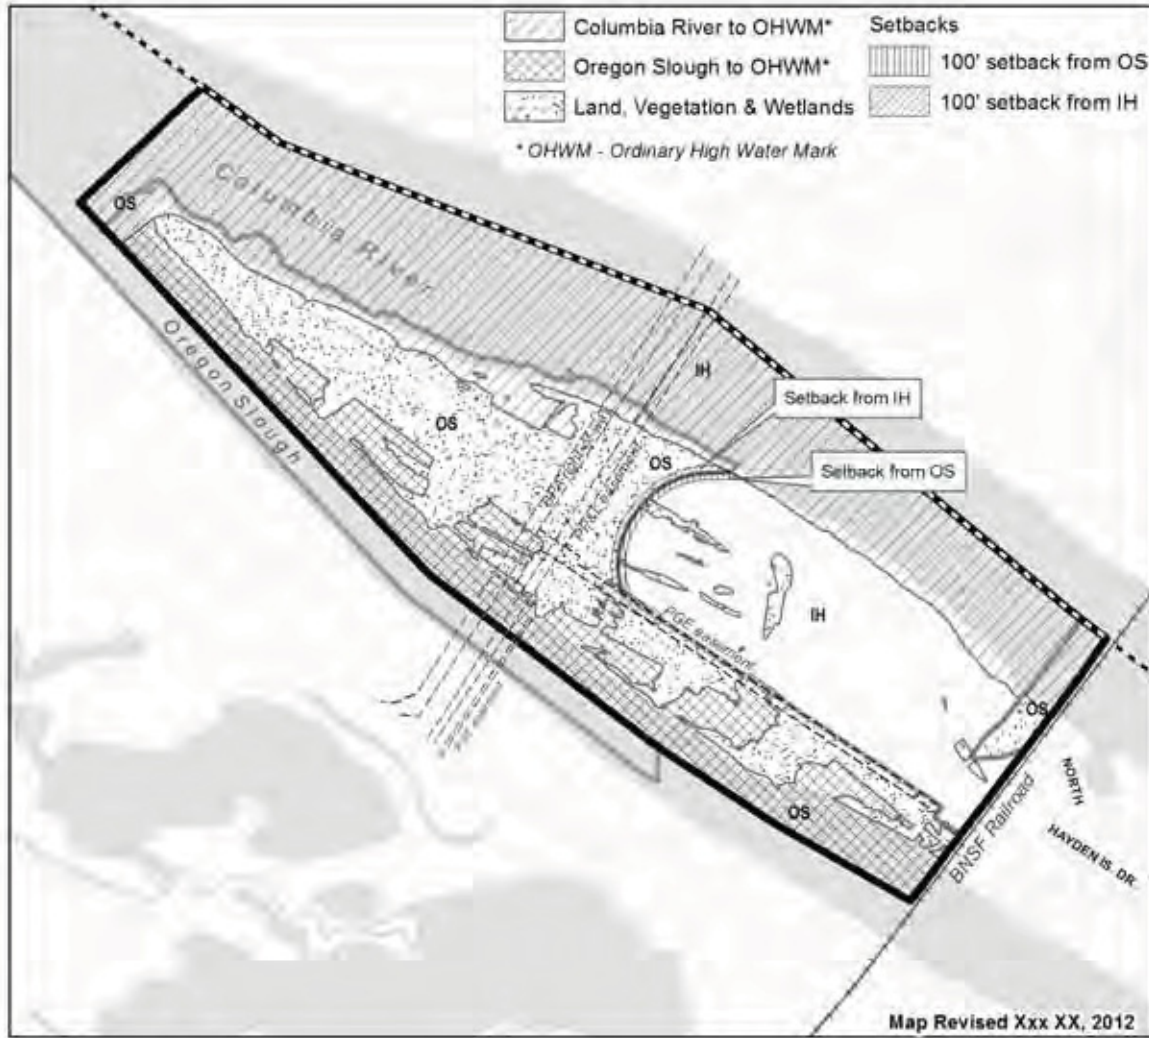 Columbia River to OHWM*
Oregon Slough to OHWM*
Land, Vegetation & Wetlands
* OHWM - Ordinary High Water Mark
Setbacks
100' setback from OS
100' setback from IH
Columbia River
OS
Oregon Slough
OS
IH
Setback from IH
OS
Setback from OS
IH
PGE easement
OS
OS
BNSF Railroad
NORTH
HAYDEN IS. DR.
Map Revised Xxx XX, 2012